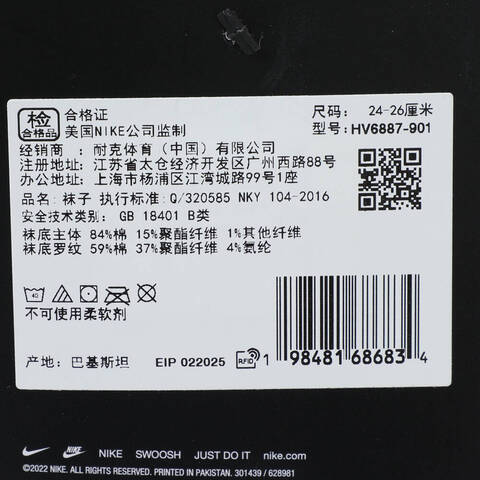 检
合格品
合格证
美国NIKE公司监制
尺码: 24-26厘米
型号: HV6887-901
经销商: 耐克体育(中国)有限公司
注册地址: 江苏省太仓经济开发区广州西路88号
办公地址: 上海市杨浦区江湾城路99号1座
品名: 袜子 执行标准: Q/320585 NKY 104-2016
安全技术类别: GB 18401 B类
袜底主体 84%棉 15%聚酯纤维 1%其他纤维
袜底罗纹 59%棉 37%聚酯纤维 4%氨纶
40
不可使用柔软剂
产地: 巴基斯坦 EIP 022025 RFID
1 98481 68683 4
NIKE SWOOSH JUST DO IT nike.com
©2022 NIKE. ALL RIGHTS RESERVED. PRINTED IN PAKISTAN. 301439 / 628981